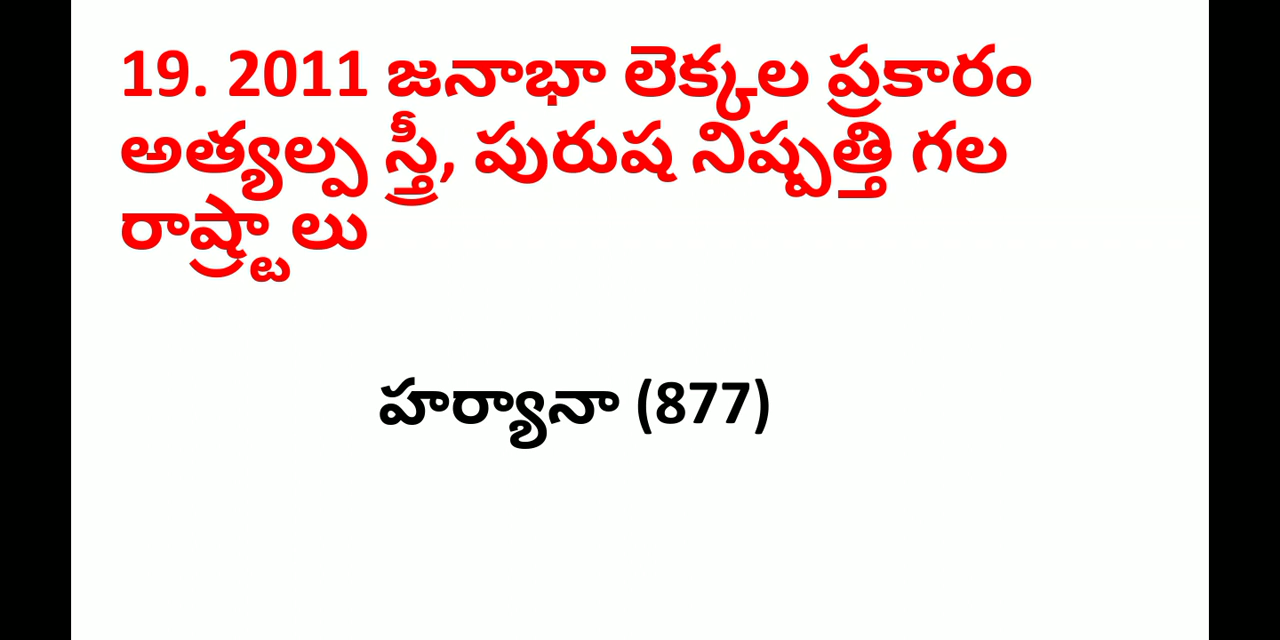 19. 2011 జనాభా లెక్కల ప్రకారం
అత్యల్ప స్త్రీ, పురుష నిష్పత్తి గల
రాష్ట్రాలు
హర్యానా (877)